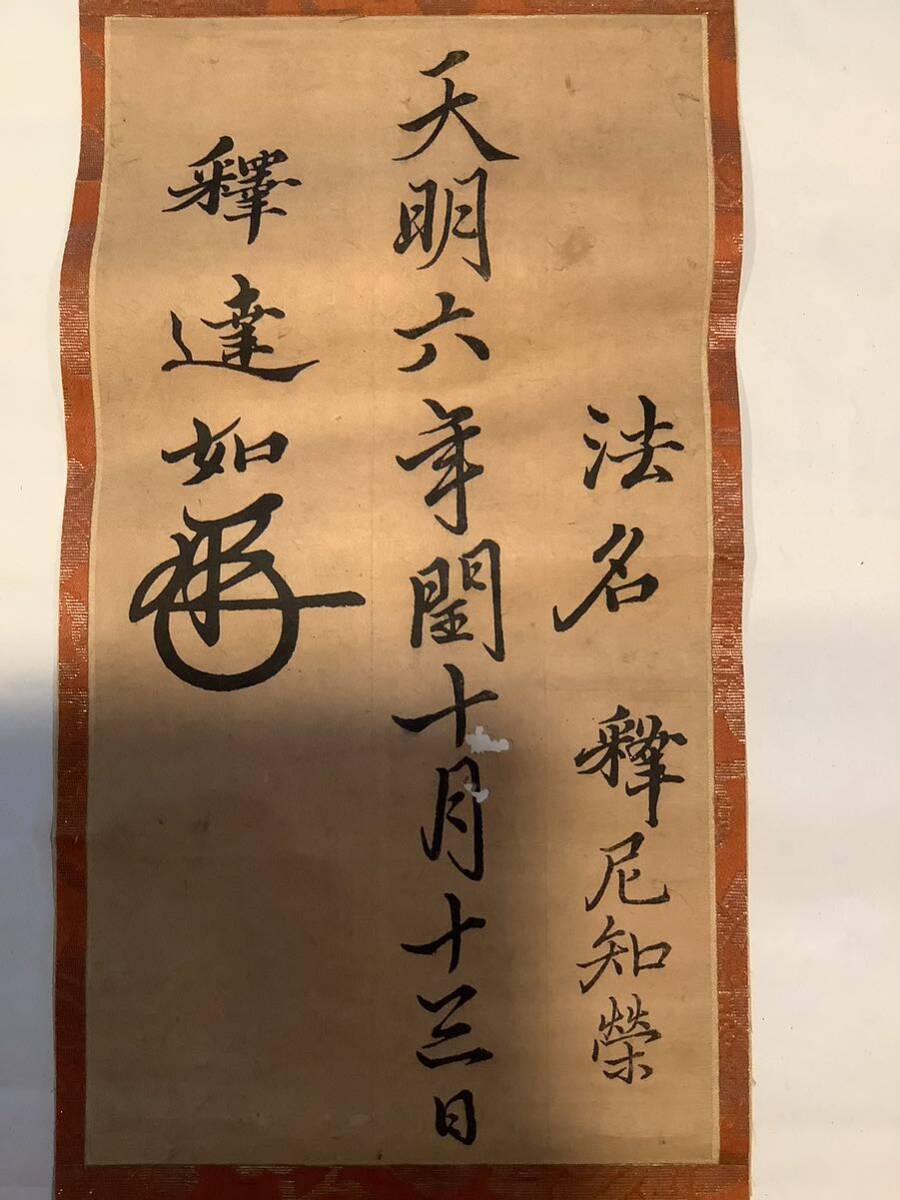 法名 釋尼知榮
天明六年閏十月十三日
釋達如